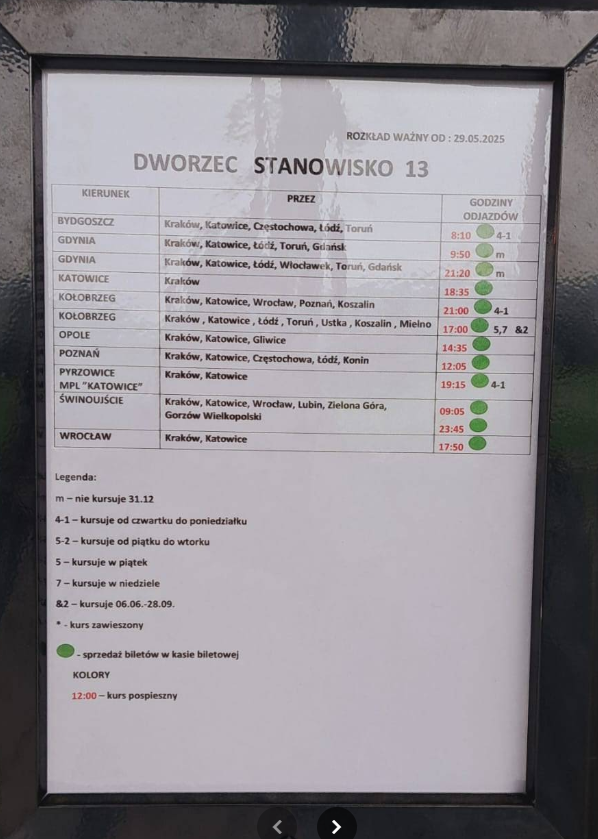 ROZKŁAD WAŻNY OD : 29.05.2025
DWORZEC STANOWISKO 13
KIERUNEK PRZEZ GODZINY ODJAZDÓW
BYDGOSZCZ Kraków, Katowice, Częstochowa, Łódź, Toruń 8:10 4-1
GDYNIA Kraków, Katowice, Łódź, Toruń, Gdańsk 9:50 m
GDYNIA Kraków, Katowice, Łódź, Włocławek, Toruń, Gdańsk 21:20 m
KATOWICE Kraków 18:35
KOŁOBRZEG Kraków, Katowice, Wrocław, Poznań, Koszalin 21:00 4-1
KOŁOBRZEG Kraków , Katowice , Łódź , Toruń , Ustka , Koszalin , Mielno 17:00 5,7 &2
OPOLE Kraków, Katowice, Gliwice 14:35
POZNAŃ Kraków, Katowice, Częstochowa, Łódź, Konin 12:05
PYRZOWICE Kraków, Katowice 19:15 4-1
MPL "KATOWICE"
ŚWINOUJŚCIE Kraków, Katowice, Wrocław, Lubin, Zielona Góra, 09:05
Gorzów Wielkopolski 23:45
WROCŁAW Kraków, Katowice 17:50
Legenda:
m – nie kursuje 31.12
4-1 – kursuje od czwartku do poniedziałku
5-2 – kursuje od piątku do wtorku
5 – kursuje w piątek
7 – kursuje w niedziele
&2 – kursuje 06.06.-28.09.
* - kurs zawieszony
- sprzedaż biletów w kasie biletowej
KOLORY
12:00 – kurs pospieszny